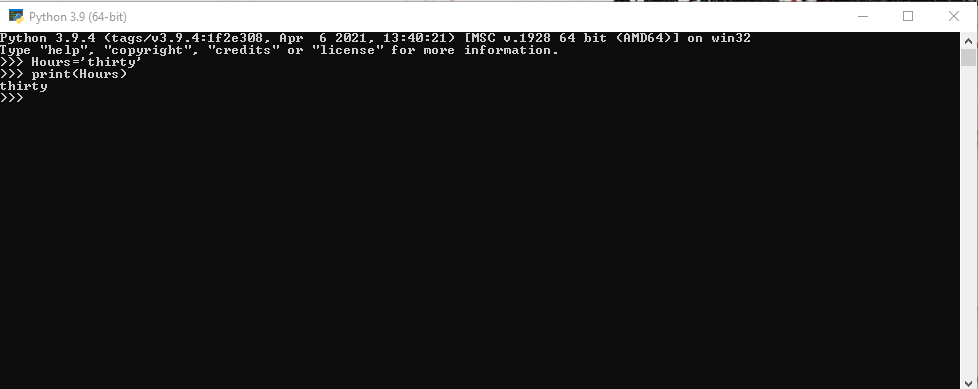 Python 3.9 (64-bit)
Python 3.9.4 (tags/v3.9.4:1f2e308, Apr  6 2021, 13:40:21) [MSC v.1928 64 bit (AMD64)] on win32
Type "help", "copyright", "credits" or "license" for more information.
>>> Hours='thirty'
>>> print(Hours)
thirty
>>>